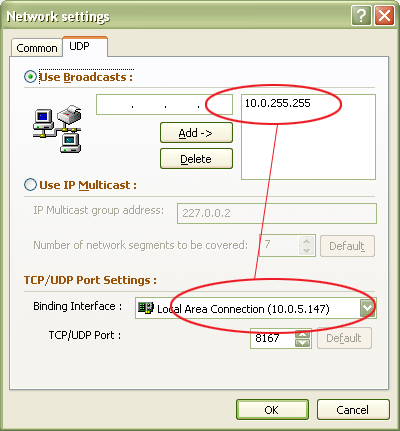 Network settings
Common UDP
Use Broadcasts :
. . . 10.0.255.255
Add ->
Delete
Use IP Multicast :
IP Multicast group address: 227.0.0.2
Number of network segments to be covered: 7 Default
TCP/UDP Port Settings :
Binding Interface : Local Area Connection (10.0.5.147)
TCP/UDP Port : 8167 Default
OK Cancel